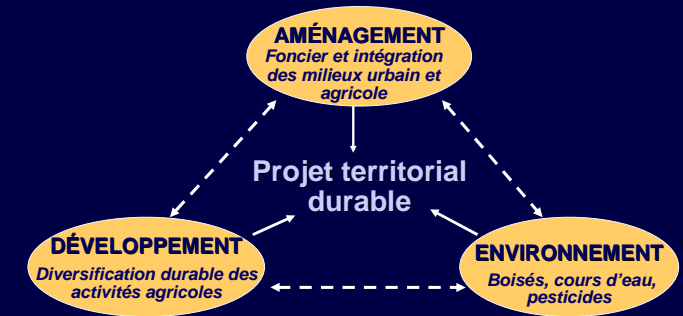 AMÉNAGEMENT
Foncier et intégration
des milieux urbain et
agricole
Projet territorial
durable
DÉVELOPPEMENT
Diversification durable des
activités agricoles
ENVIRONNEMENT
Boisés, cours d'eau,
pesticides